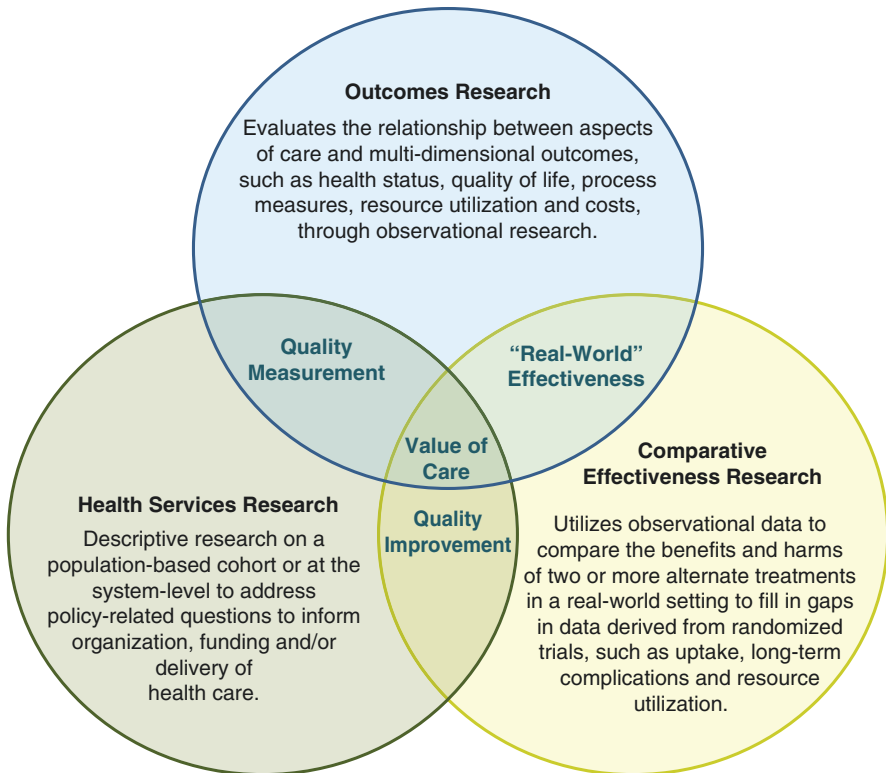 Outcomes Research
Evaluates the relationship between aspects
of care and multi-dimensional outcomes,
such as health status, quality of life, process
measures, resource utilization and costs,
through observational research.
Quality
Measurement
“Real-World”
Effectiveness
Value of
Care
Quality
Improvement
Health Services Research
Descriptive research on a
population-based cohort or at the
system-level to address
policy-related questions to inform
organization, funding and/or
delivery of
health care.
Comparative
Effectiveness Research
Utilizes observational data to
compare the benefits and harms
of two or more alternate treatments
in a real-world setting to fill in gaps
in data derived from randomized
trials, such as uptake, long-term
complications and resource
utilization.